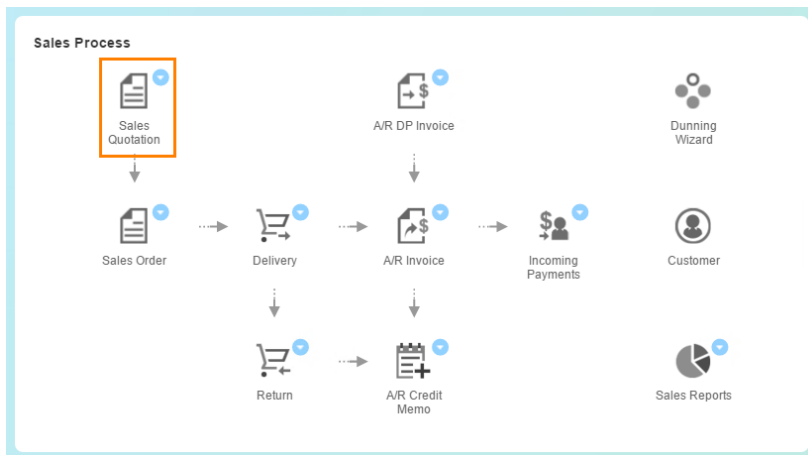 Sales Process
Sales
Quotation
A/R DP Invoice
Dunning
Wizard
Sales Order
Delivery
A/R Invoice
Incoming
Payments
Customer
Return
A/R Credit
Memo
Sales Reports